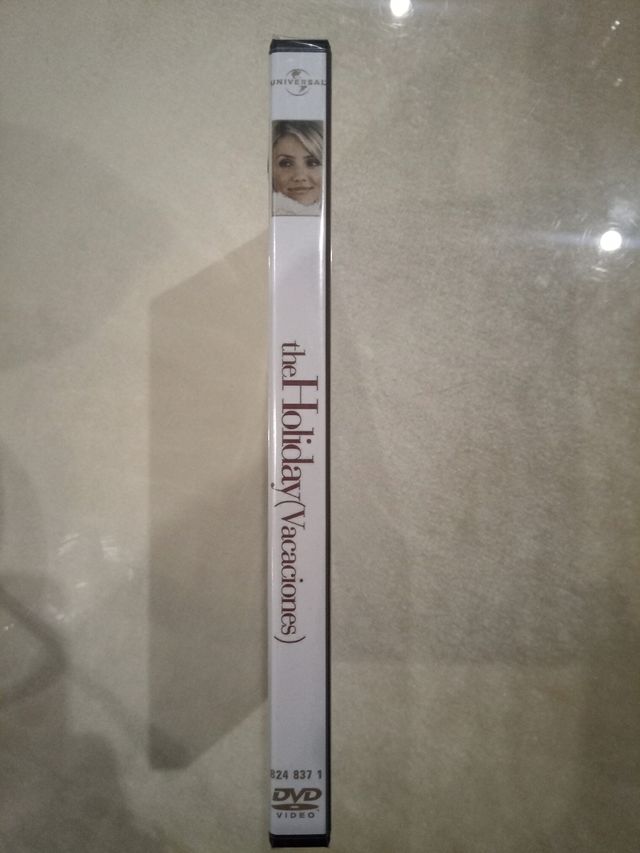 UNIVERSAL
the Holiday (Vacaciones)
824 837 1
DVD
VIDEO